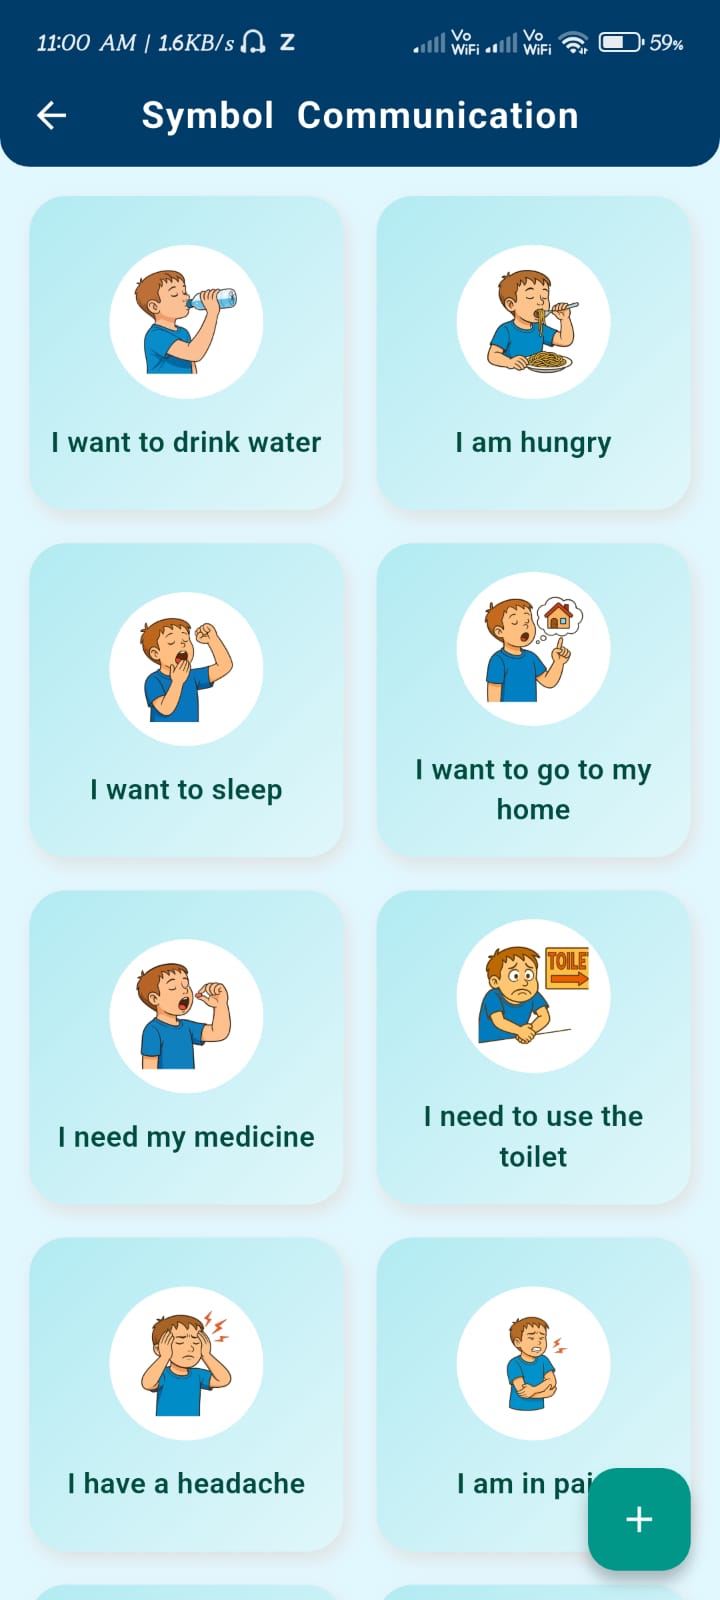 11:00 AM | 1.6KB/s Z Vo WiFi Vo WiFi 59%
Symbol Communication
I want to drink water
I am hungry
I want to sleep
I want to go to my
home
I need my medicine
TOILE
I need to use the
toilet
I have a headache
I am in pai
+